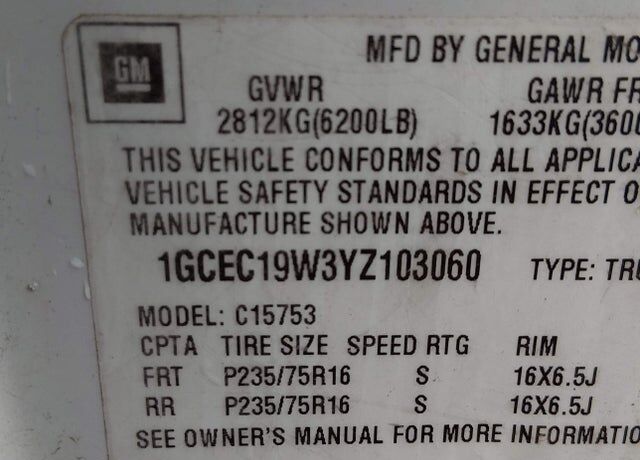 GM
MFD BY GENERAL MO
GVWR GAWR FR
2812KG(6200LB) 1633KG(3600
THIS VEHICLE CONFORMS TO ALL APPLICA
VEHICLE SAFETY STANDARDS IN EFFECT O
MANUFACTURE SHOWN ABOVE.
1GCEC19W3YZ103060 TYPE: TRU
MODEL: C15753
CPTA TIRE SIZE SPEED RTG RIM
FRT P235/75R16 S 16X6.5J
RR P235/75R16 S 16X6.5J
SEE OWNER'S MANUAL FOR MORE INFORMATIO